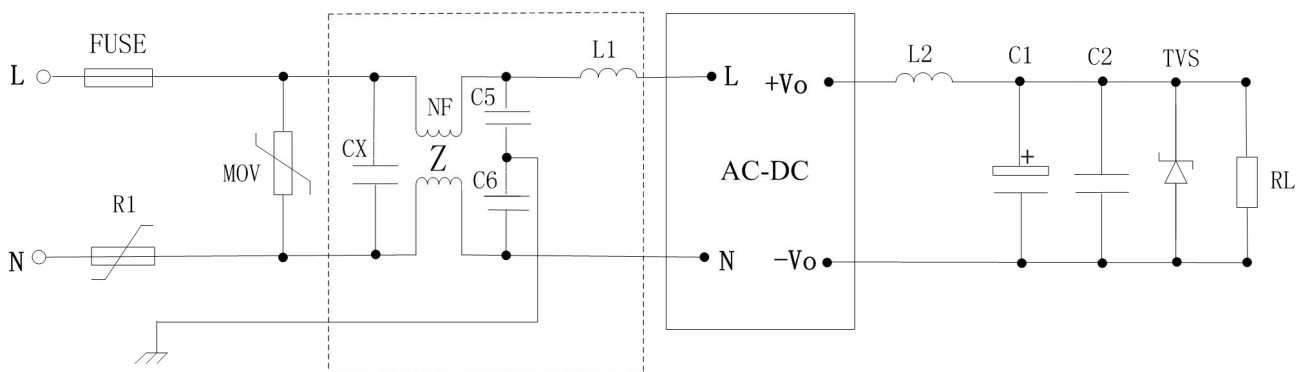 FUSE
L
MOV
R1
N
CX
NF
Z
C5
C6
L1
L
N
AC-DC
+Vo
−Vo
L2
C1
+
C2
TVS
RL